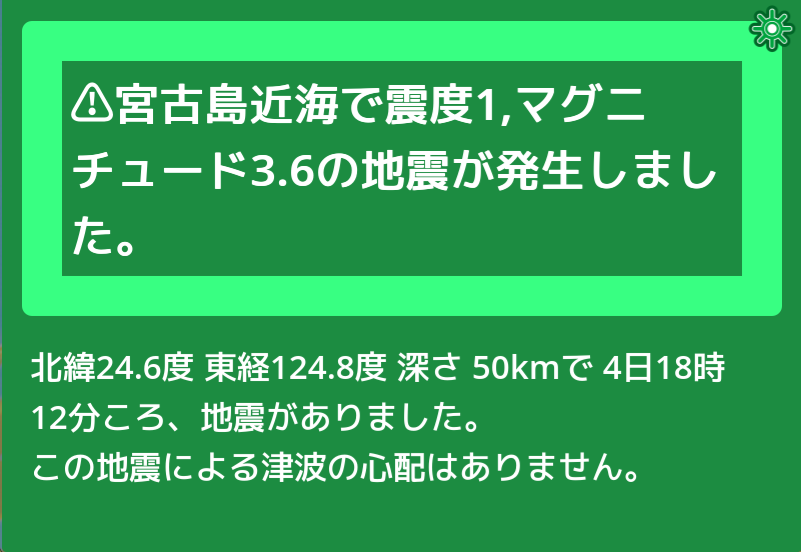 ⚠宮古島近海で震度1,マグニ
チュード3.6の地震が発生しまし
た。
北緯24.6度 東経124.8度 深さ 50kmで 4日18時
12分ころ、地震がありました。
この地震による津波の心配はありません。